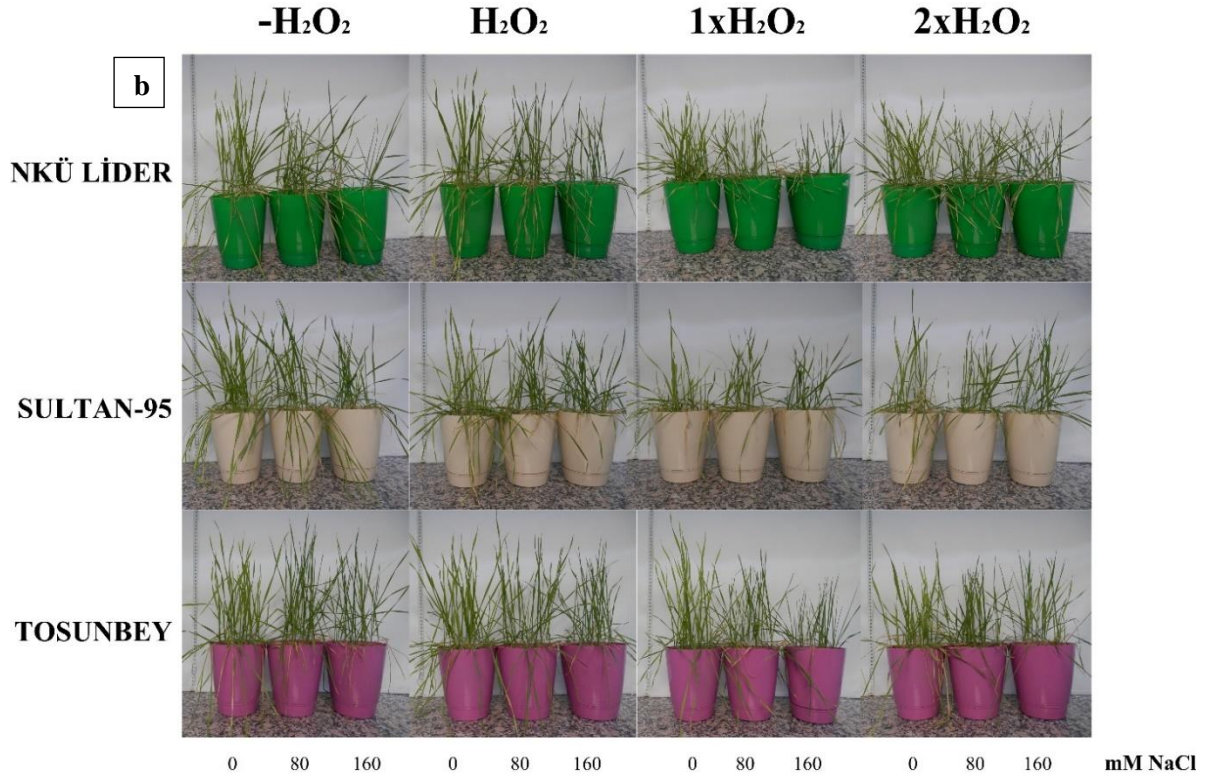 -H₂O₂ H₂O₂ 1xH₂O₂ 2xH₂O₂
b
NKÜ LİDER
SULTAN-95
TOSUNBEY
0 80 160 0 80 160 0 80 160 0 80 160 mM NaCl